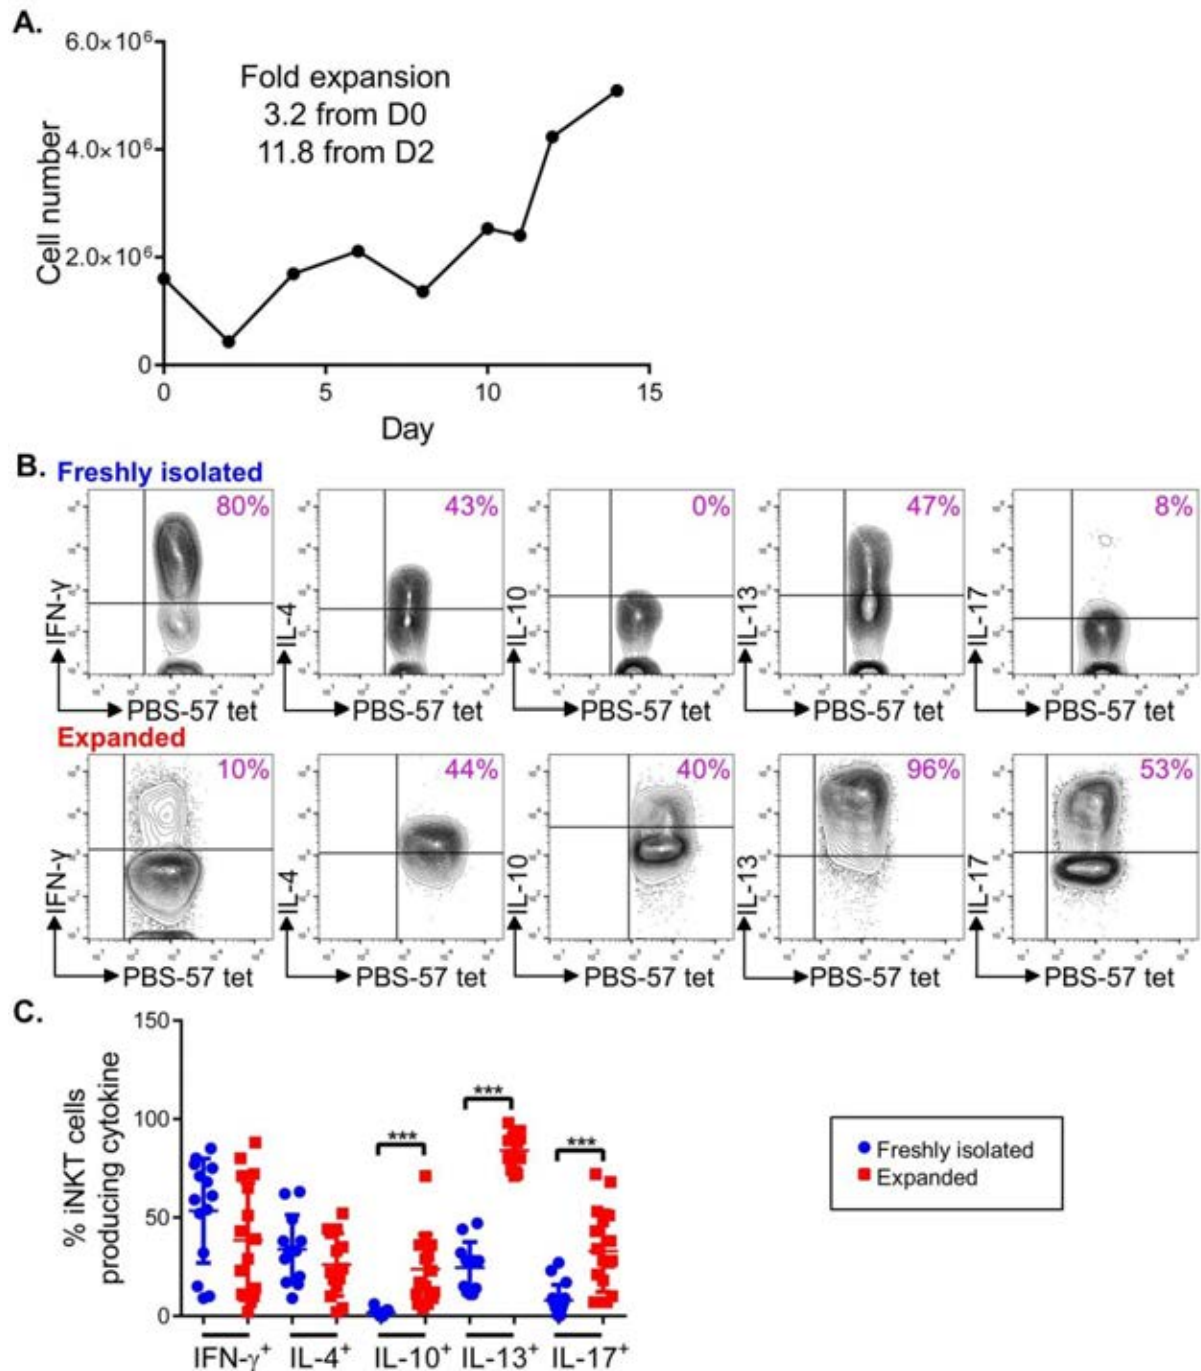 A.
6.0×10⁶
4.0×10⁶
2.0×10⁶
0
Cell number
Fold expansion
3.2 from D0
11.8 from D2
0 5 10 15
Day
B. Freshly isolated
80% 43% 0% 47% 8%
IFN-γ IL-4 IL-10 IL-13 IL-17
PBS-57 tet PBS-57 tet PBS-57 tet PBS-57 tet PBS-57 tet
Expanded
10% 44% 40% 96% 53%
IFN-γ IL-4 IL-10 IL-13 IL-17
PBS-57 tet PBS-57 tet PBS-57 tet PBS-57 tet PBS-57 tet
C.
150
100
50
0
% iNKT cells
producing cytokine
*** *** ***
IFN-γ⁺ IL-4⁺ IL-10⁺ IL-13⁺ IL-17⁺
Freshly isolated
Expanded